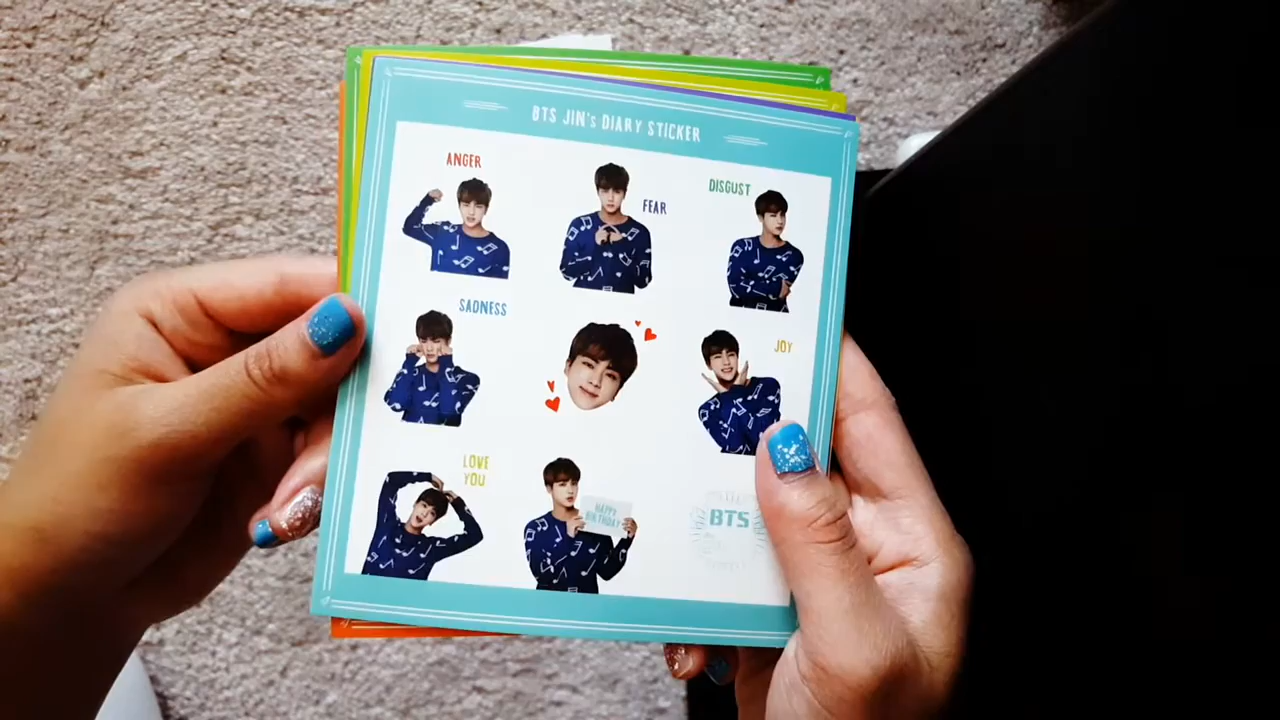 BTS JIN's DIARY STICKER
ANGER
FEAR
DISGUST
SADNESS
JOY
LOVE
YOU
HAPPY
BIRTHDAY
BTS